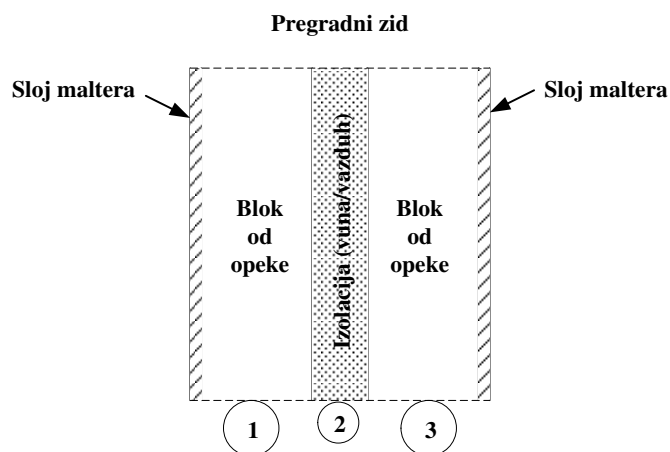 Pregradni zid
Sloj maltera
Sloj maltera
Blok
od
opeke
Izolacija (vuna/vazduh)
Blok
od
opeke
1
2
3